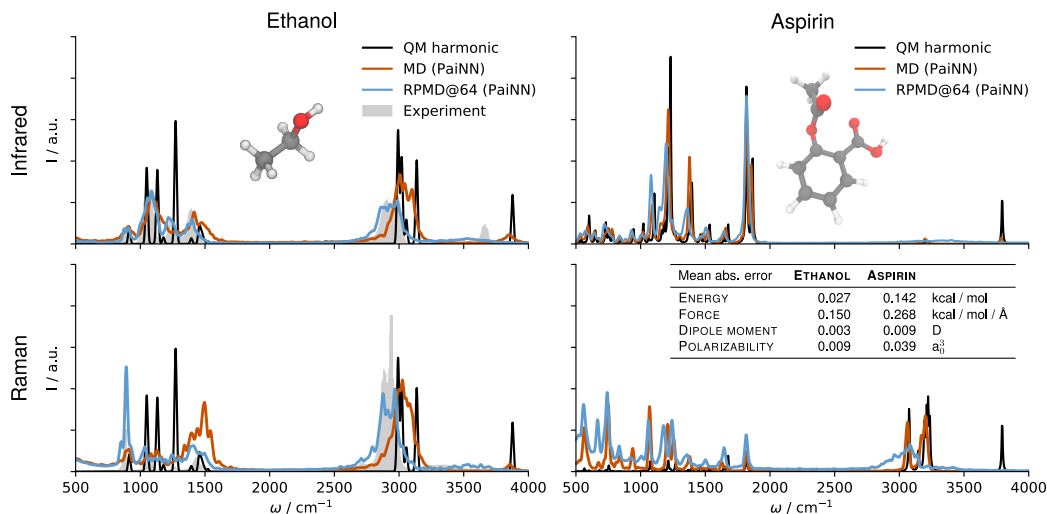 Ethanol
Aspirin
Infrared
I / a.u.
QM harmonic
MD (PaiNN)
RPMD@64 (PaiNN)
Experiment
QM harmonic
MD (PaiNN)
RPMD@64 (PaiNN)
Raman
I / a.u.
Mean abs. error ETHANOL ASPIRIN
ENERGY 0.027 0.142 kcal / mol
FORCE 0.150 0.268 kcal / mol / Å
DIPOLE MOMENT 0.003 0.009 D
POLARIZABILITY 0.009 0.039 a₀³
500 1000 1500 2000 2500 3000 3500 4000
ω / cm⁻¹
500 1000 1500 2000 2500 3000 3500 4000
ω / cm⁻¹